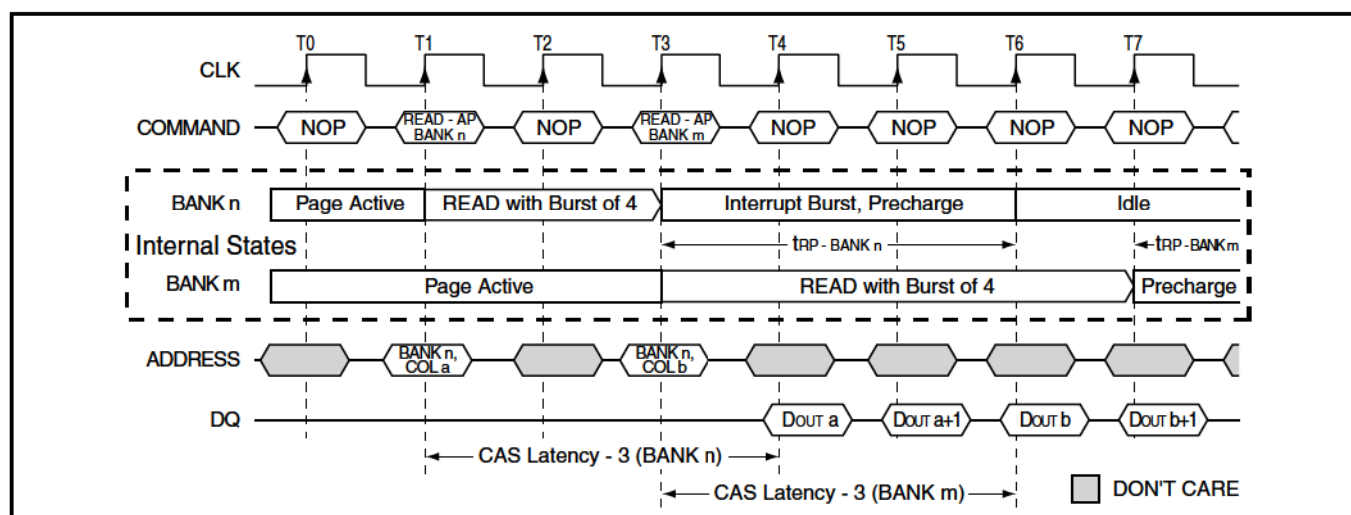 T0 T1 T2 T3 T4 T5 T6 T7
CLK
COMMAND NOP READ - AP BANK n NOP READ - AP BANK m NOP NOP NOP NOP
BANK n Page Active READ with Burst of 4 Interrupt Burst, Precharge Idle
Internal States tRP - BANK n tRP - BANK m
BANK m Page Active READ with Burst of 4 Precharge
ADDRESS BANK n, COL a BANK n, COL b
DQ DOUT a DOUT a+1 DOUT b DOUT b+1
CAS Latency - 3 (BANK n)
CAS Latency - 3 (BANK m)
DON'T CARE